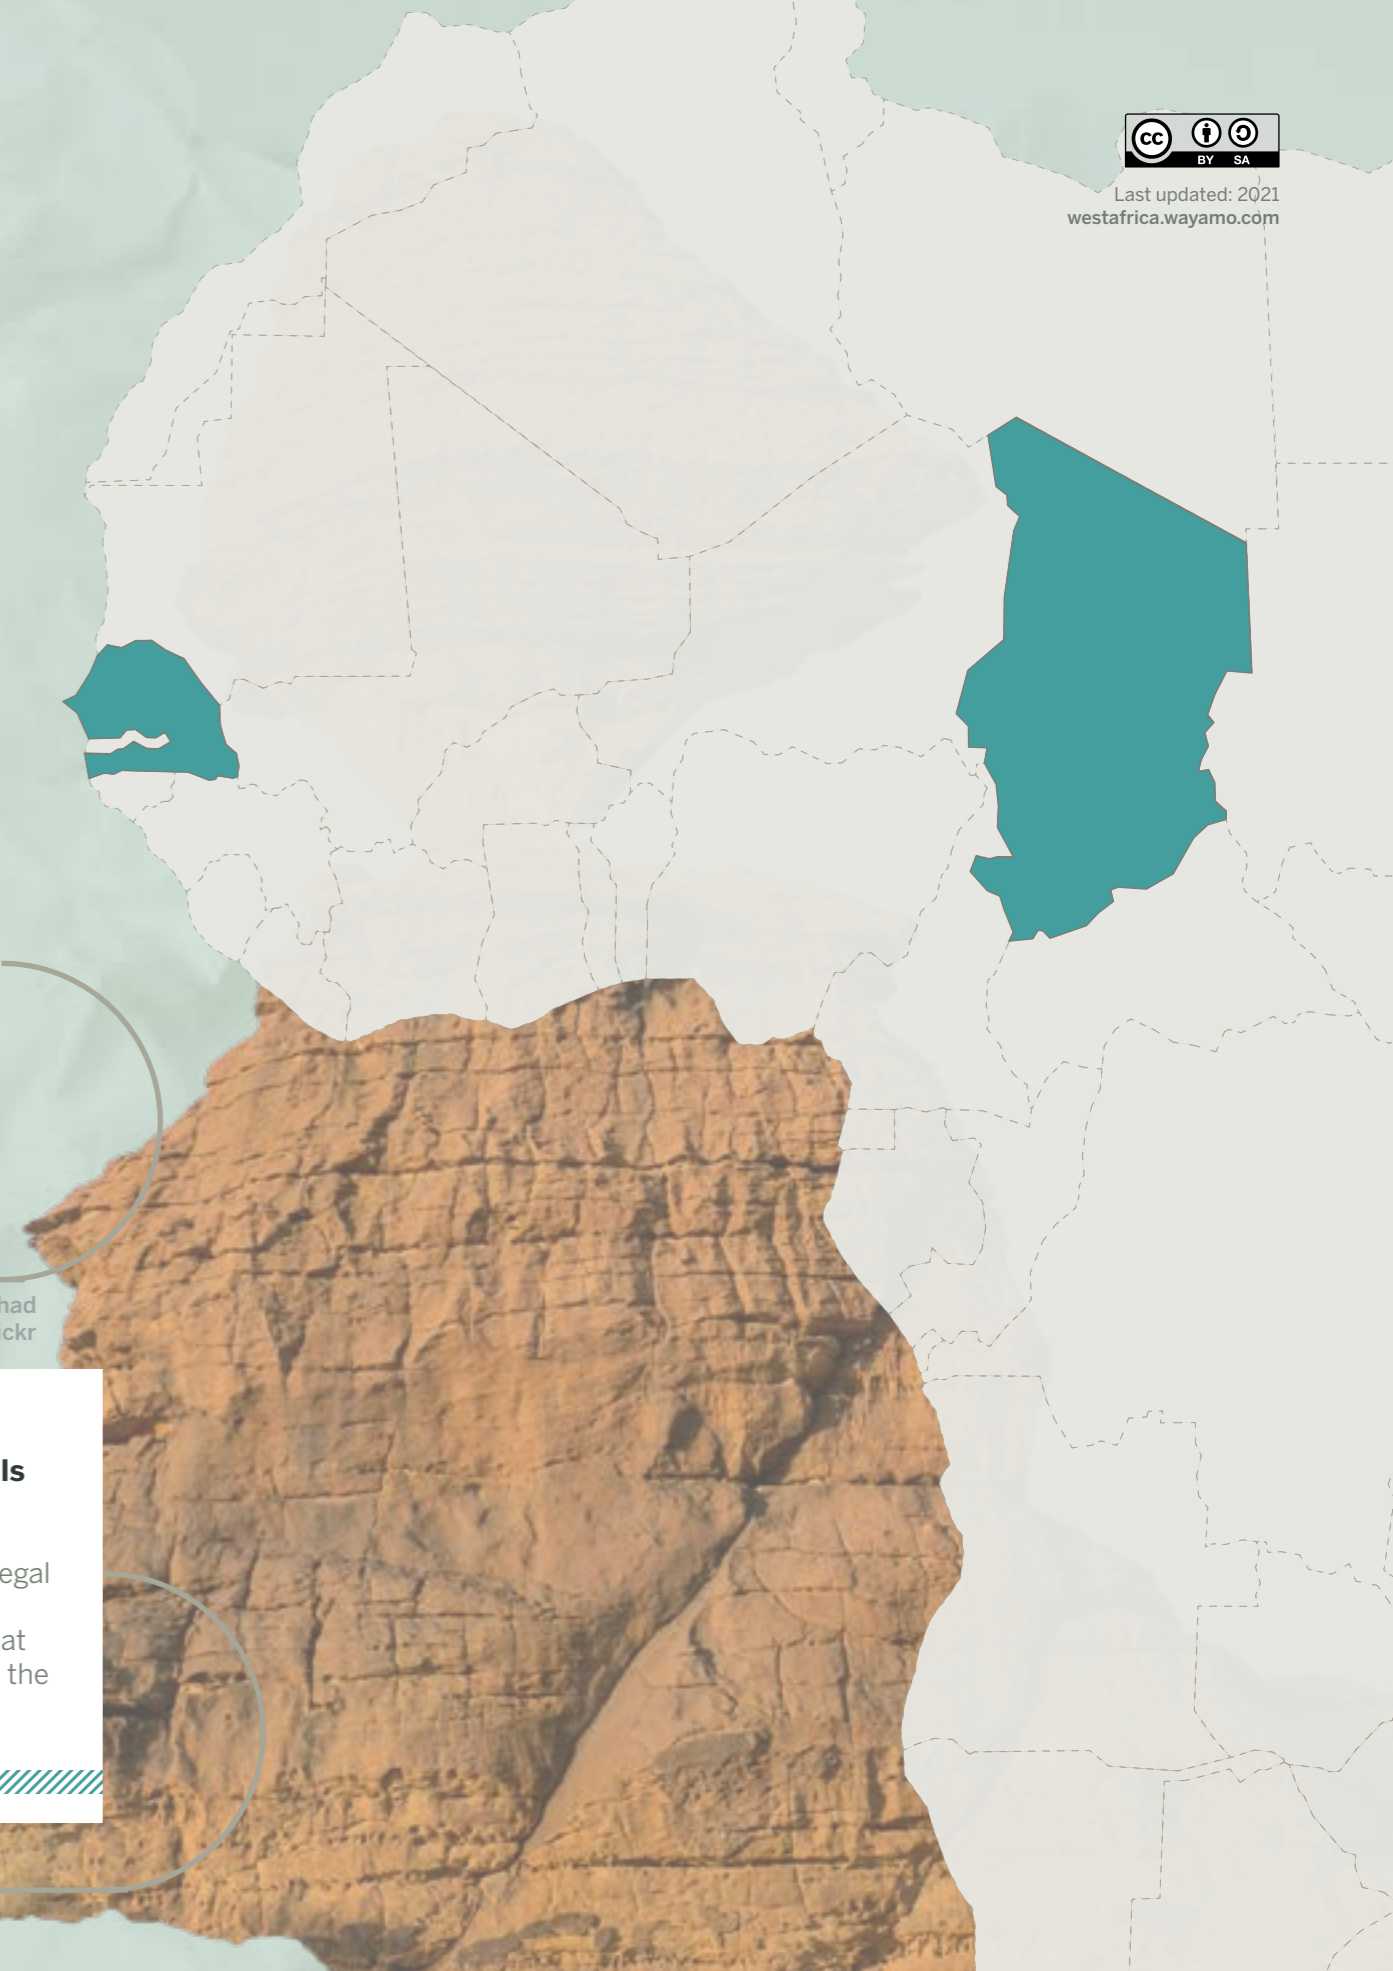 cc
BY SA
Last updated: 2021
westafrica.wayamo.com
had
ickr
ls
egal
at
the